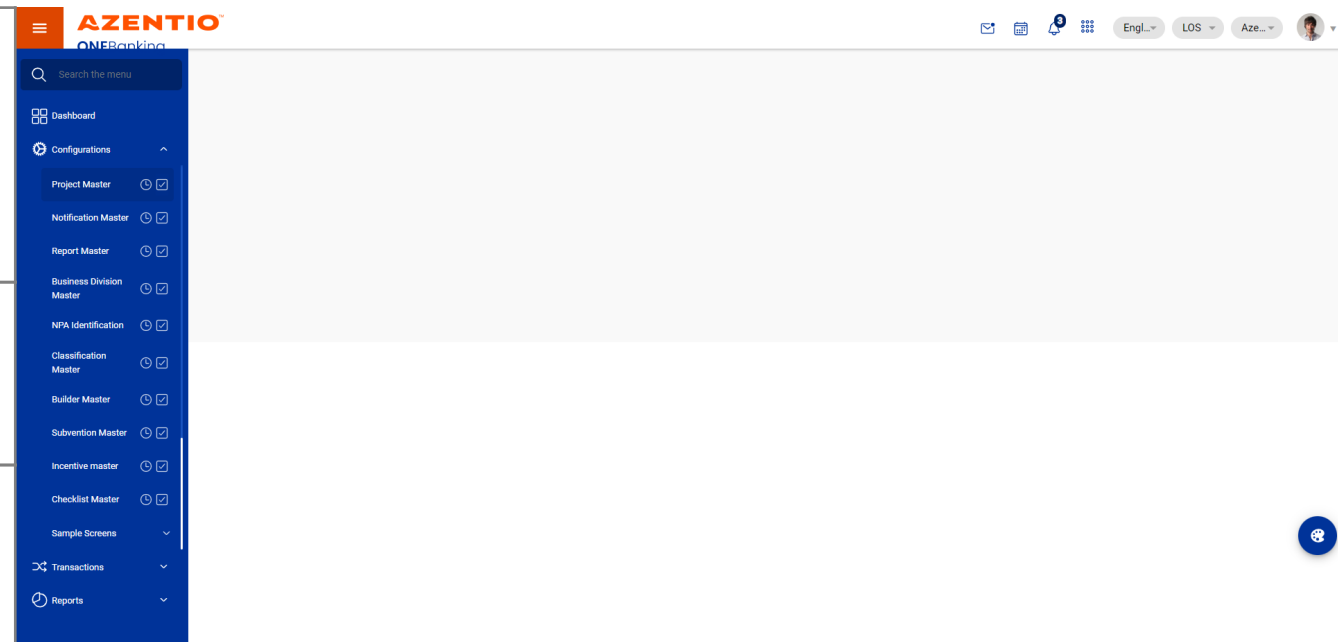 AZENTIO™
ONEBanking
3
Engl...
LOS
Aze...
Search the menu
Dashboard
Configurations
Project Master
Notification Master
Report Master
Business Division
Master
NPA Identification
Classification
Master
Builder Master
Subvention Master
Incentive master
Checklist Master
Sample Screens
Transactions
Reports